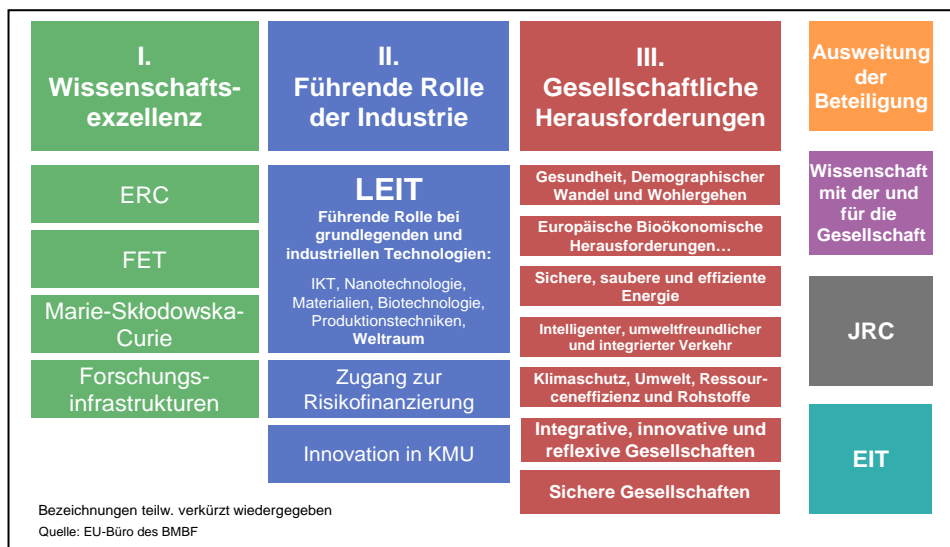 I.
Wissenschafts-
exzellenz
ERC
FET
Marie-Skłodowska-
Curie
Forschungs-
infrastrukturen
II.
Führende Rolle
der Industrie
LEIT
Führende Rolle bei
grundlegenden und
industriellen Technologien:
IKT, Nanotechnologie,
Materialien, Biotechnologie,
Produktionstechniken,
Weltraum
Zugang zur
Risikofinanzierung
Innovation in KMU
III.
Gesellschaftliche
Herausforderungen
Gesundheit, Demographischer
Wandel und Wohlergehen
Europäische Bioökonomische
Herausforderungen…
Sichere, saubere und effiziente
Energie
Intelligenter, umweltfreundlicher
und integrierter Verkehr
Klimaschutz, Umwelt, Ressour-
ceneffizienz und Rohstoffe
Integrative, innovative und
reflexive Gesellschaften
Sichere Gesellschaften
Ausweitung
der
Beteiligung
Wissenschaft
mit der und
für die
Gesellschaft
JRC
EIT
Bezeichnungen teilw. verkürzt wiedergegeben
Quelle: EU-Büro des BMBF